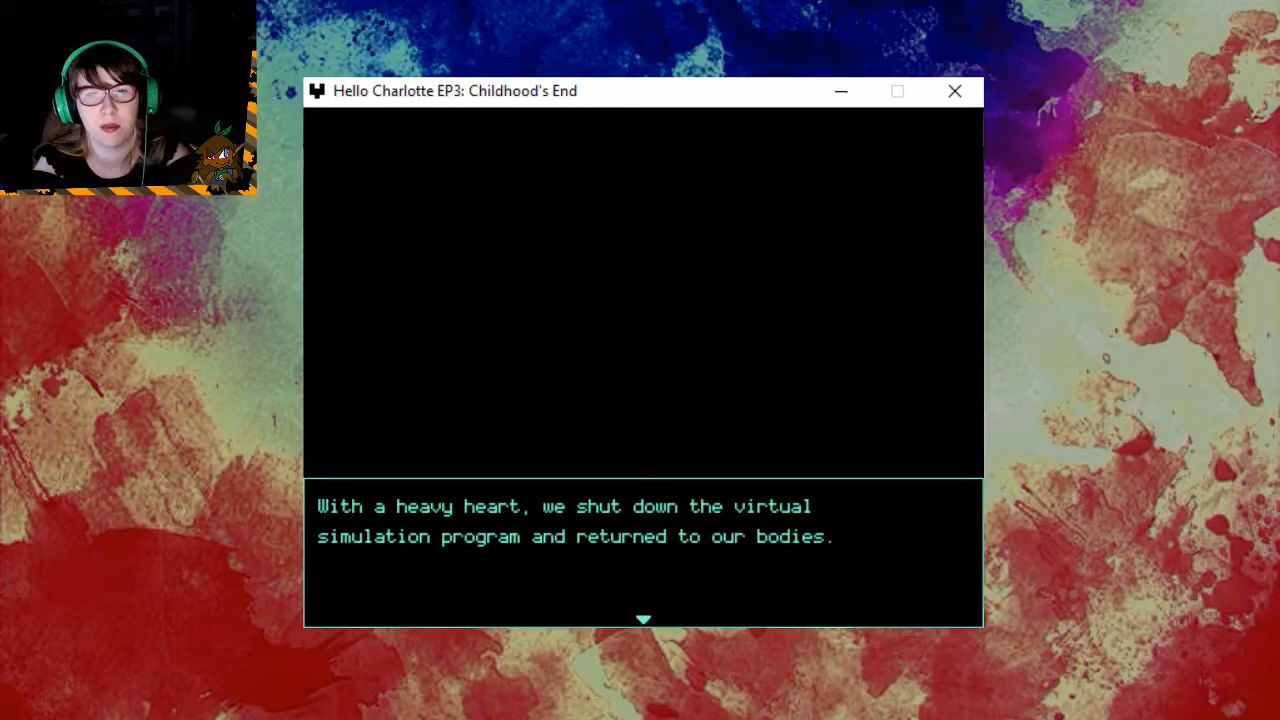 Hello Charlotte EP3: Childhood's End
With a heavy heart, we shut down the virtual
simulation program and returned to our bodies.